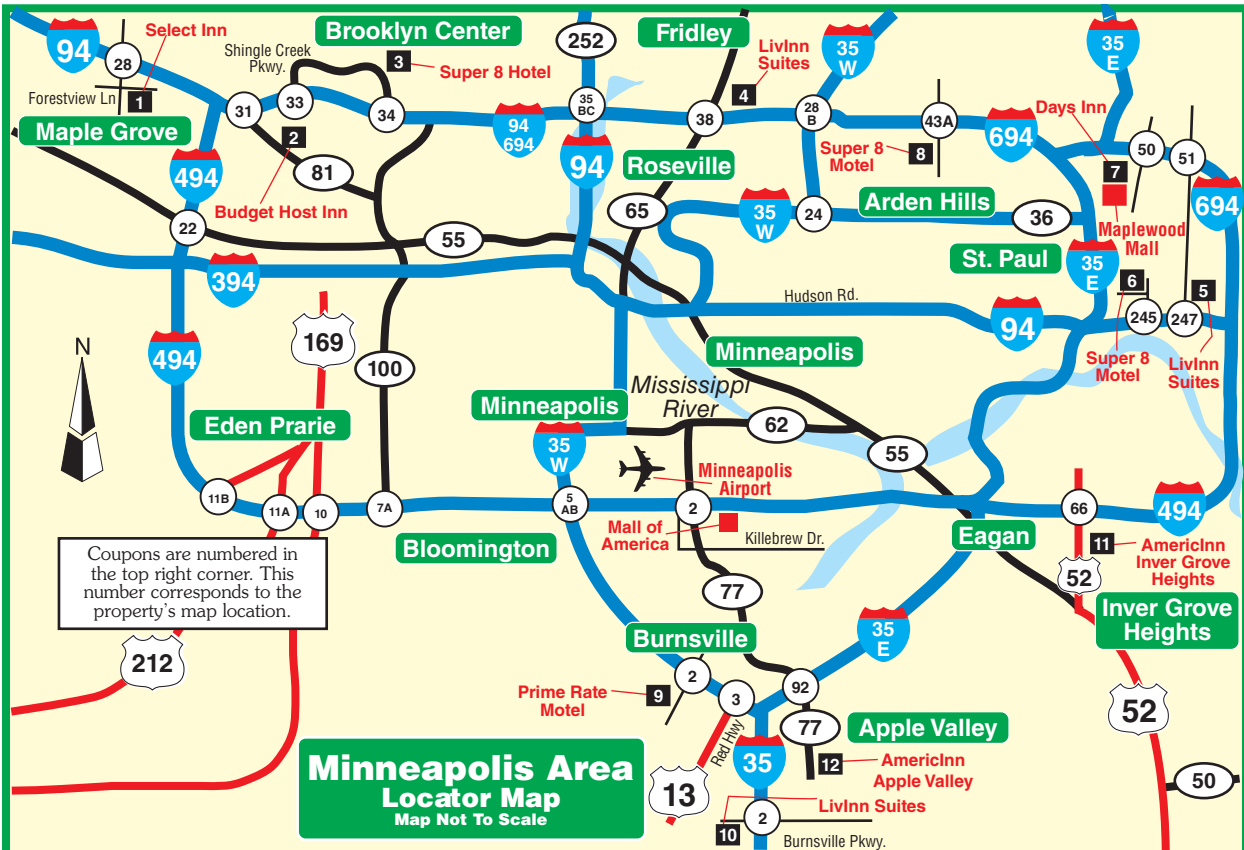 94
28
Select Inn
Forestview Ln
1
Maple Grove
Shingle Creek
Pkwy.
Brooklyn Center
3
Super 8 Hotel
252
Fridley
LivInn
Suites
4
35
W
35
E
31
33
34
94
694
35
BC
38
28
B
43A
694
Days Inn
50
51
2
81
Budget Host Inn
494
94
Roseville
Super 8
Motel
8
7
Maplewood
Mall
694
22
55
65
35
W
24
Arden Hills
36
St. Paul
35
E
394
Hudson Rd.
94
6
245
247
5
Super 8
Motel
LivInn
Suites
N
494
169
100
Minneapolis
Mississippi
River
Minneapolis
Eden Prarie
35
W
62
55
Minneapolis
Airport
11B
11A
10
7A
5
AB
2
66
494
Mall of
America
Killebrew Dr.
Bloomington
Eagan
11
AmericInn
Inver Grove
Heights
52
Coupons are numbered in
the top right corner. This
number corresponds to the
property's map location.
77
Inver Grove
Heights
212
Burnsville
35
E
2
9
Prime Rate
Motel
3
92
52
Red Hwy
77
Apple Valley
13
35
12
AmericInn
Apple Valley
50
Minneapolis Area
Locator Map
Map Not To Scale
10
LivInn Suites
2
Burnsville Pkwy.